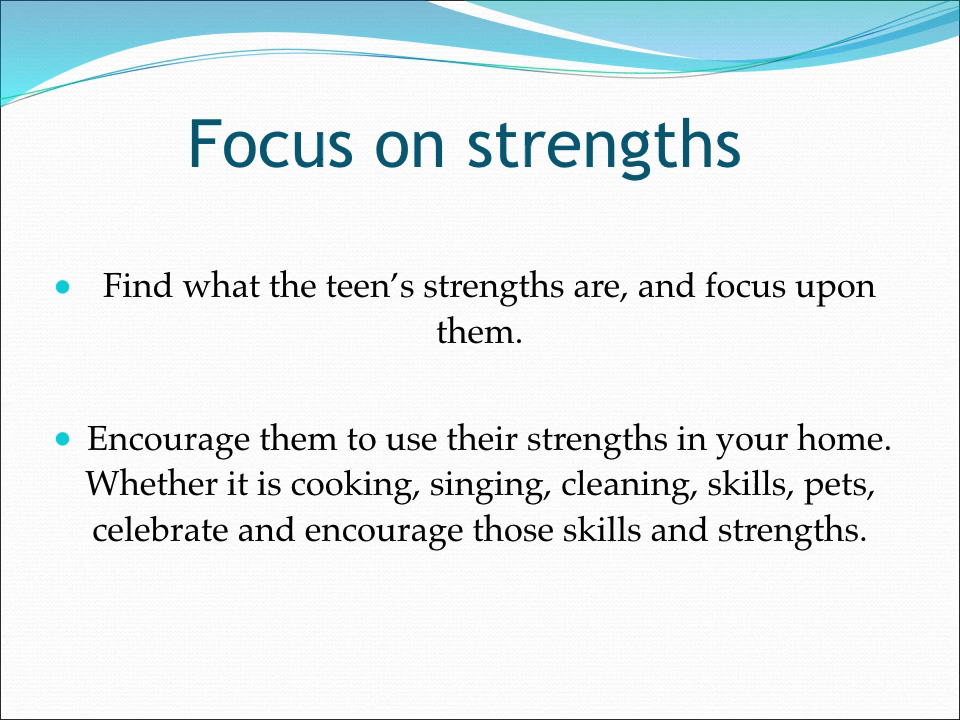 Focus on strengths
• Find what the teen’s strengths are, and focus upon
them.
• Encourage them to use their strengths in your home.
Whether it is cooking, singing, cleaning, skills, pets,
celebrate and encourage those skills and strengths.